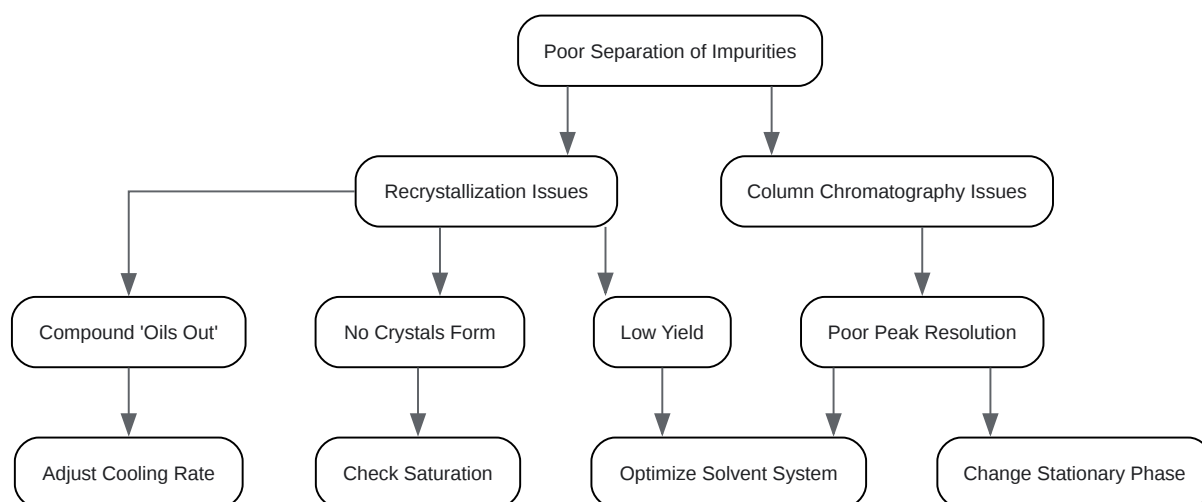 Poor Separation of Impurities
Recrystallization Issues
Column Chromatography Issues
Compound 'Oils Out'
No Crystals Form
Low Yield
Poor Peak Resolution
Adjust Cooling Rate
Check Saturation
Optimize Solvent System
Change Stationary Phase